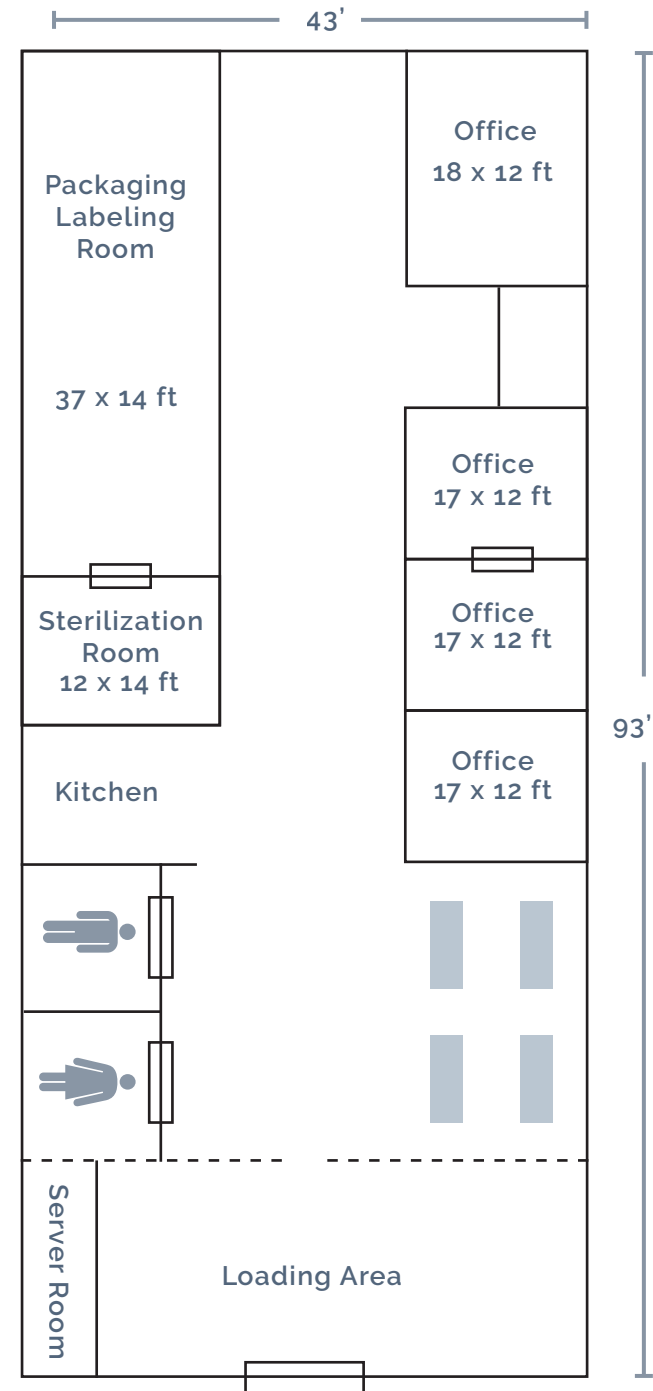 43’
Packaging
Labeling
Room
37 x 14 ft
Office
18 x 12 ft
Office
17 x 12 ft
Office
17 x 12 ft
Office
17 x 12 ft
Sterilization
Room
12 x 14 ft
93’
Kitchen
Server Room
Loading Area